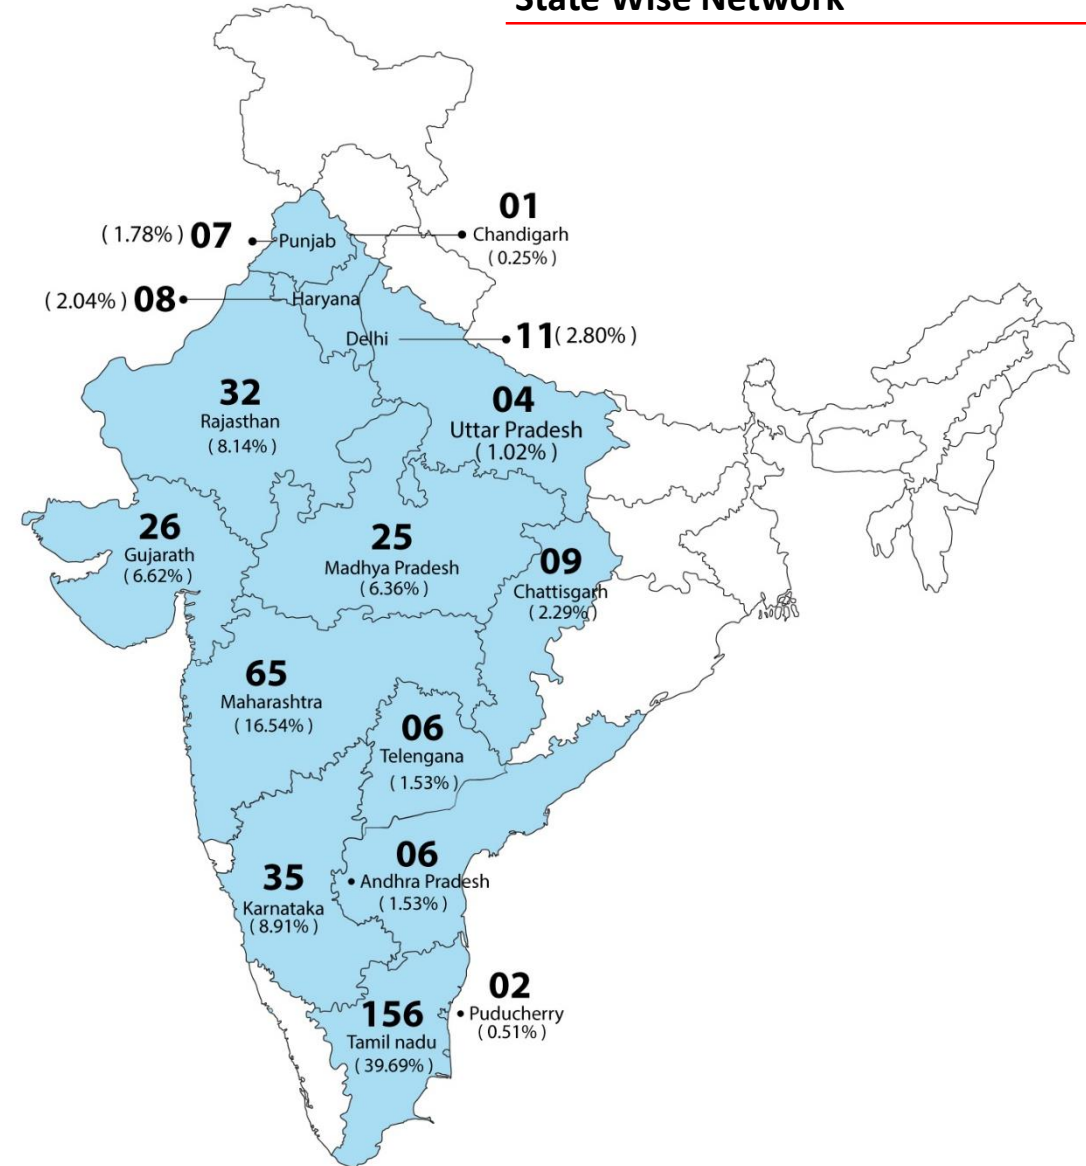 State Wise Network
01
Chandigarh
(0.25%)
(1.78%) 07
Punjab
(2.04%) 08
Haryana
Delhi
11 (2.80%)
32
Rajasthan
(8.14%)
04
Uttar Pradesh
(1.02%)
26
Gujarath
(6.62%)
25
Madhya Pradesh
(6.36%)
09
Chattisgarh
(2.29%)
65
Maharashtra
(16.54%)
06
Telengana
(1.53%)
06
Andhra Pradesh
(1.53%)
35
Karnataka
(8.91%)
02
Puducherry
(0.51%)
156
Tamil nadu
(39.69%)